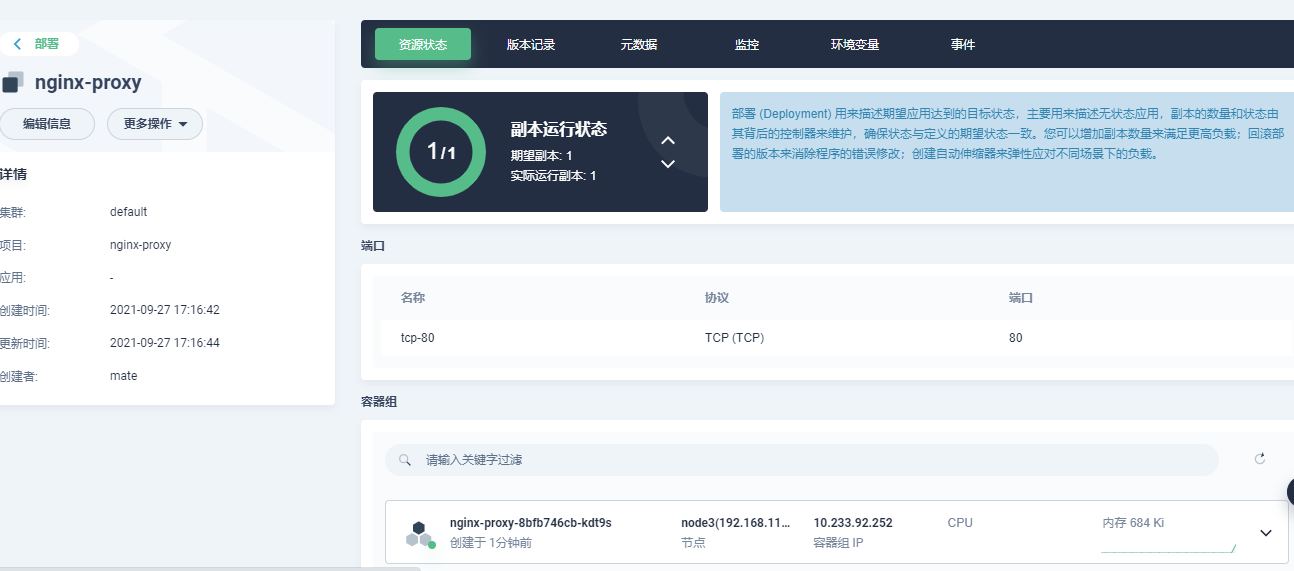 部署
nginx-proxy
编辑信息
更多操作
详情
集群:
default
项目:
nginx-proxy
应用:
-
创建时间:
2021-09-27 17:16:42
更新时间:
2021-09-27 17:16:44
创建者:
mate
资源状态
版本记录
元数据
监控
环境变量
事件
1/1
副本运行状态
期望副本: 1
实际运行副本: 1
部署 (Deployment) 用来描述期望应用达到的目标状态，主要用来描述无状态应用，副本的数量和状态由
其背后的控制器来维护，确保状态与定义的期望状态一致。您可以增加副本数量来满足更高负载；回滚部
署的版本来消除程序的错误修改；创建自动伸缩器来弹性应对不同场景下的负载。
端口
名称
协议
端口
tcp-80
TCP (TCP)
80
容器组
请输入关键字过滤
nginx-proxy-8bfb746cb-kdt9s
创建于 1分钟前
node3(192.168.11...
节点
10.233.92.252
容器组 IP
CPU
内存 684 Ki